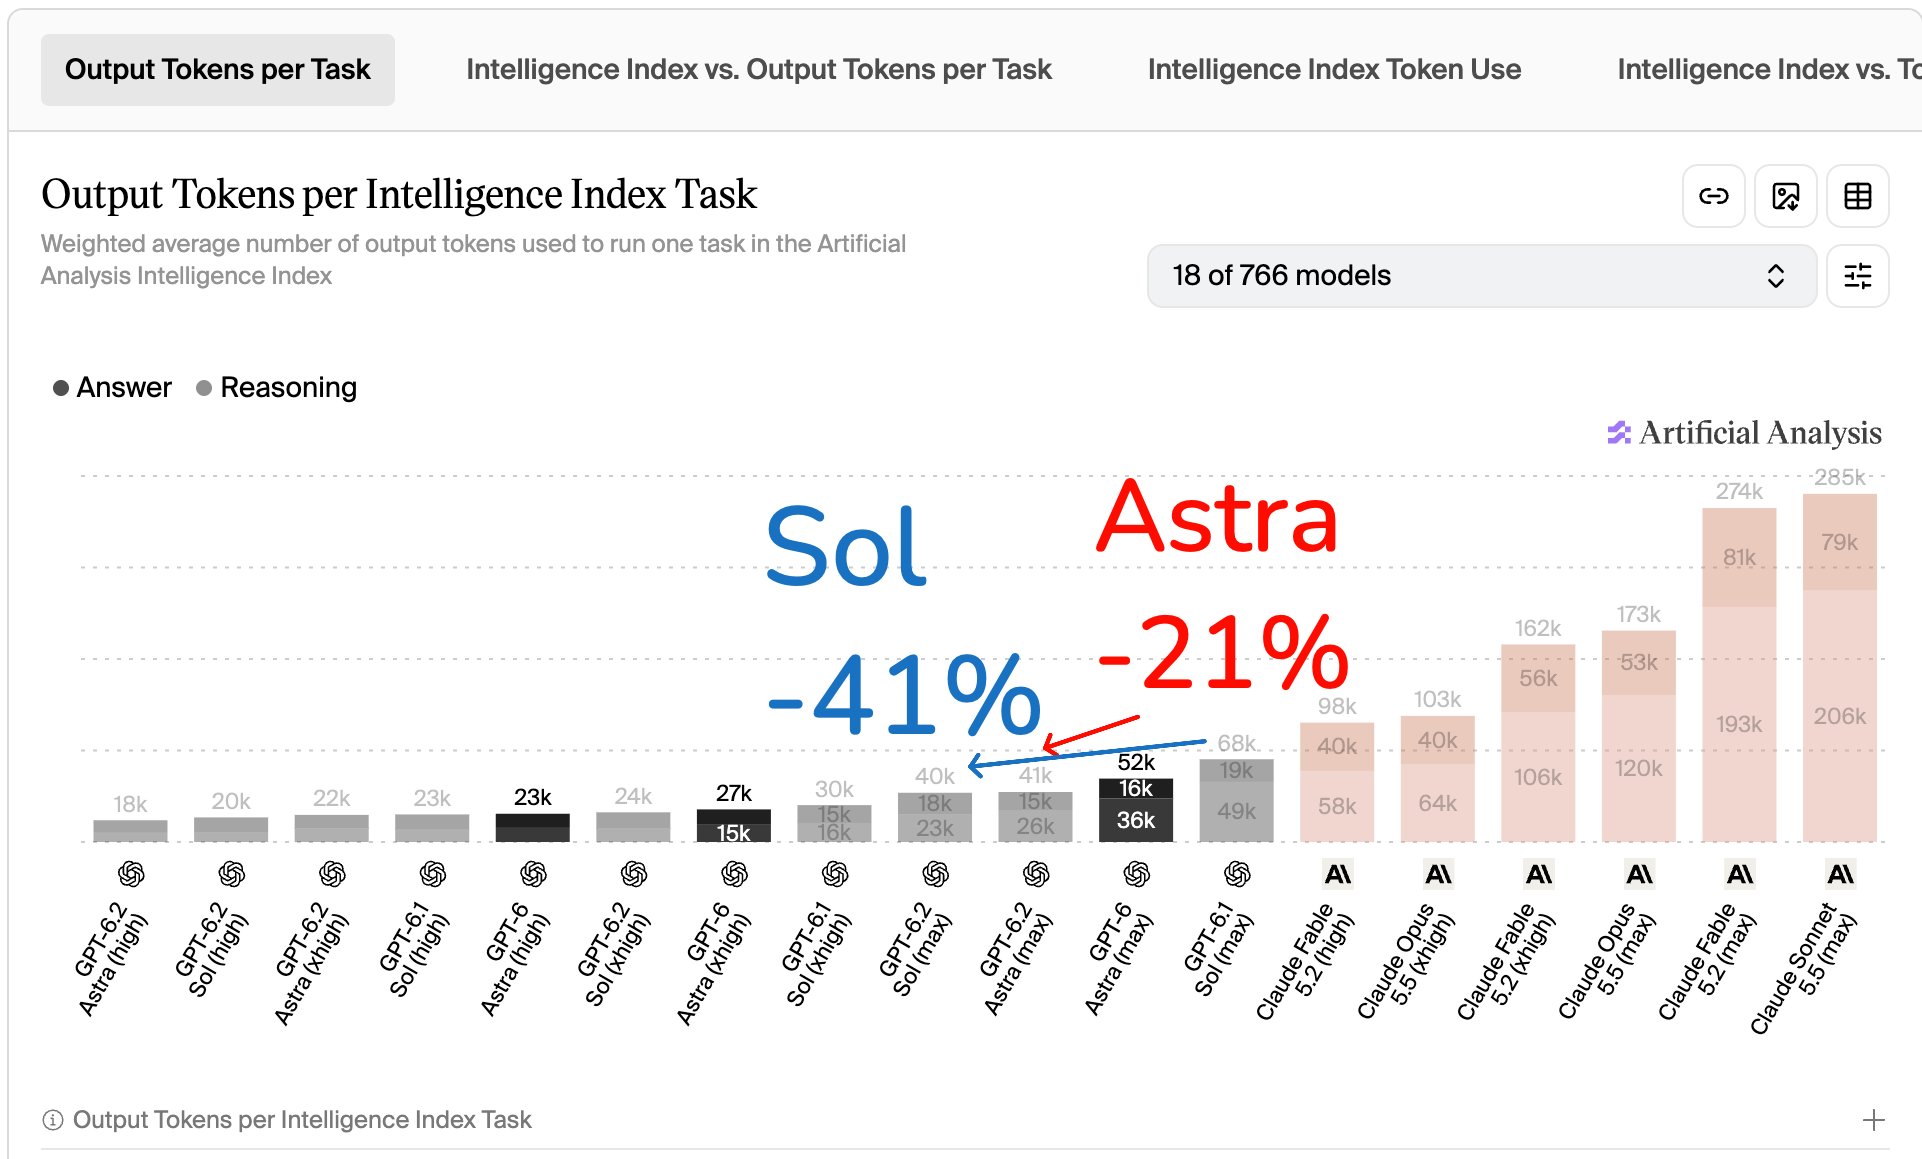 Output Tokens per Task
Intelligence Index vs. Output Tokens per Task
Intelligence Index Token Use
Intelligence Index vs. To
Output Tokens per Intelligence Index Task
Weighted average number of output tokens used to run one task in the Artificial
Analysis Intelligence Index
18 of 766 models
Answer
Reasoning
Artificial Analysis
Sol
-41%
Astra
-21%
18k
20k
22k
23k
23k
24k
27k
15k
30k
15k
16k
40k
18k
23k
41k
15k
26k
52k
16k
36k
68k
19k
49k
98k
40k
58k
103k
40k
64k
162k
56k
106k
173k
53k
120k
274k
81k
193k
285k
79k
206k
GPT-6.2
Astra (high)
GPT-6.2
Sol (high)
GPT-6.2
Astra (xhigh)
GPT-6.1
Sol (high)
GPT-6
Astra (high)
GPT-6.2
Sol (xhigh)
GPT-6
Astra (xhigh)
GPT-6.1
Sol (xhigh)
GPT-6.2
Sol (max)
GPT-6.2
Astra (max)
GPT-6
Astra (max)
GPT-6.1
Sol (max)
Claude Fable
5.2 (high)
Claude Opus
5.5 (xhigh)
Claude Fable
5.2 (xhigh)
Claude Opus
5.5 (max)
Claude Fable
5.2 (max)
Claude Sonnet
5.5 (max)
Output Tokens per Intelligence Index Task